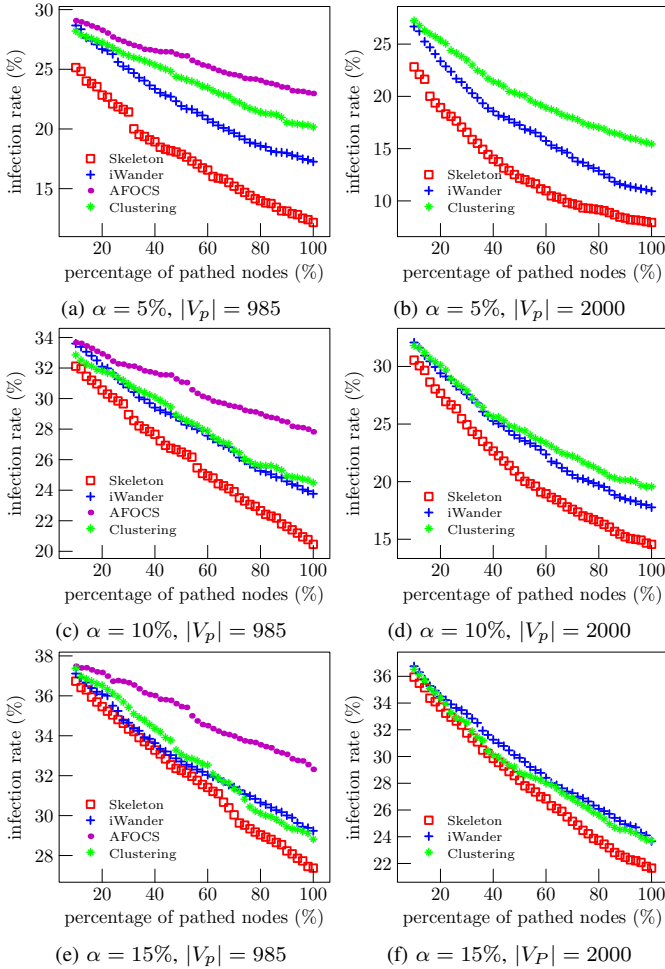 30
25
20
15
infection rate (%)
Skeleton
iWander
AFOCS
Clustering
20 40 60 80 100
percentage of pathed nodes (%)
(a) α = 5%, |V_p| = 985
25
20
15
10
infection rate (%)
Skeleton
iWander
Clustering
20 40 60 80 100
percentage of pathed nodes (%)
(b) α = 5%, |V_p| = 2000
34
32
30
28
26
24
22
20
infection rate (%)
Skeleton
iWander
AFOCS
Clustering
20 40 60 80 100
percentage of pathed nodes (%)
(c) α = 10%, |V_p| = 985
30
25
20
15
infection rate (%)
Skeleton
iWander
Clustering
20 40 60 80 100
percentage of pathed nodes (%)
(d) α = 10%, |V_p| = 2000
38
36
34
32
30
28
infection rate (%)
Skeleton
iWander
AFOCS
Clustering
20 40 60 80 100
percentage of pathed nodes (%)
(e) α = 15%, |V_p| = 985
36
34
32
30
28
26
24
22
infection rate (%)
Skeleton
iWander
Clustering
20 40 60 80 100
percentage of pathed nodes (%)
(f) α = 15%, |V_P| = 2000